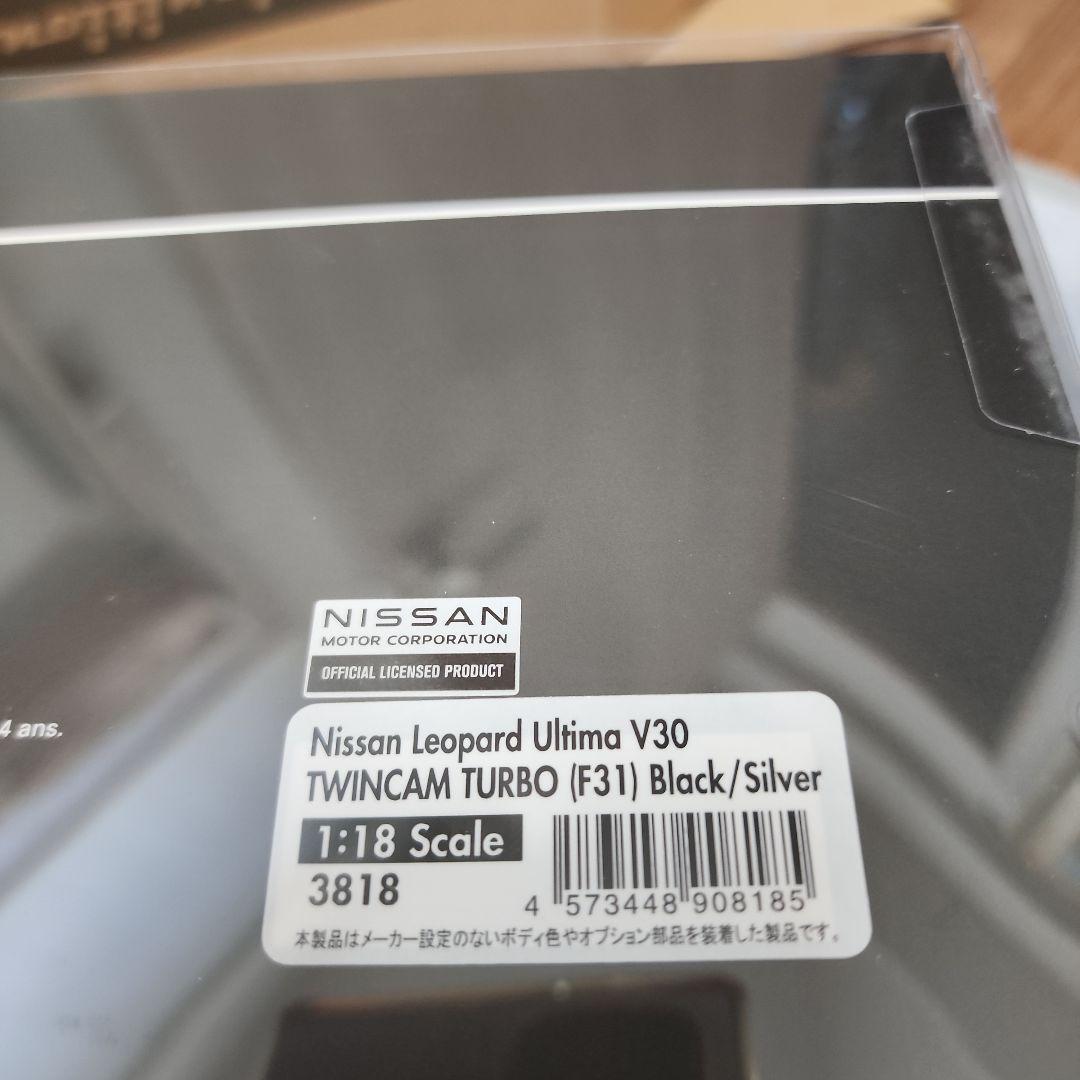 NISSAN
MOTOR CORPORATION
OFFICIAL LICENSED PRODUCT
4 ans.
Nissan Leopard Ultima V30
TWINCAM TURBO (F31) Black/Silver
1:18 Scale
3818
4 573448 908185
本製品はメーカー設定のないボディ色やオプション部品を装着した製品です。